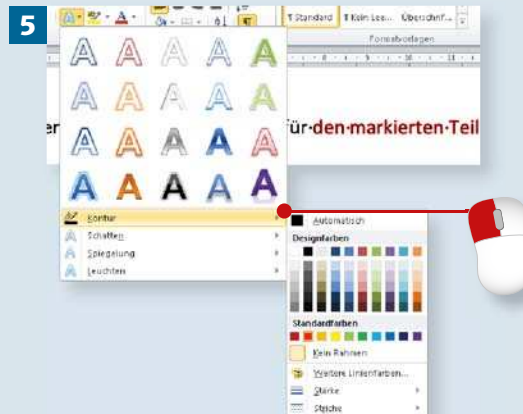 5
¶ Standard ¶ Kein Lee... Überschrif...
Formatvorlagen
er
für·den·markierten·Teil
Kontur
Schatten
Spiegelung
Leuchten
Automatisch
Designfarben
Standardfarben
Kein Rahmen
Weitere Linienfarben...
Stärke
Striche